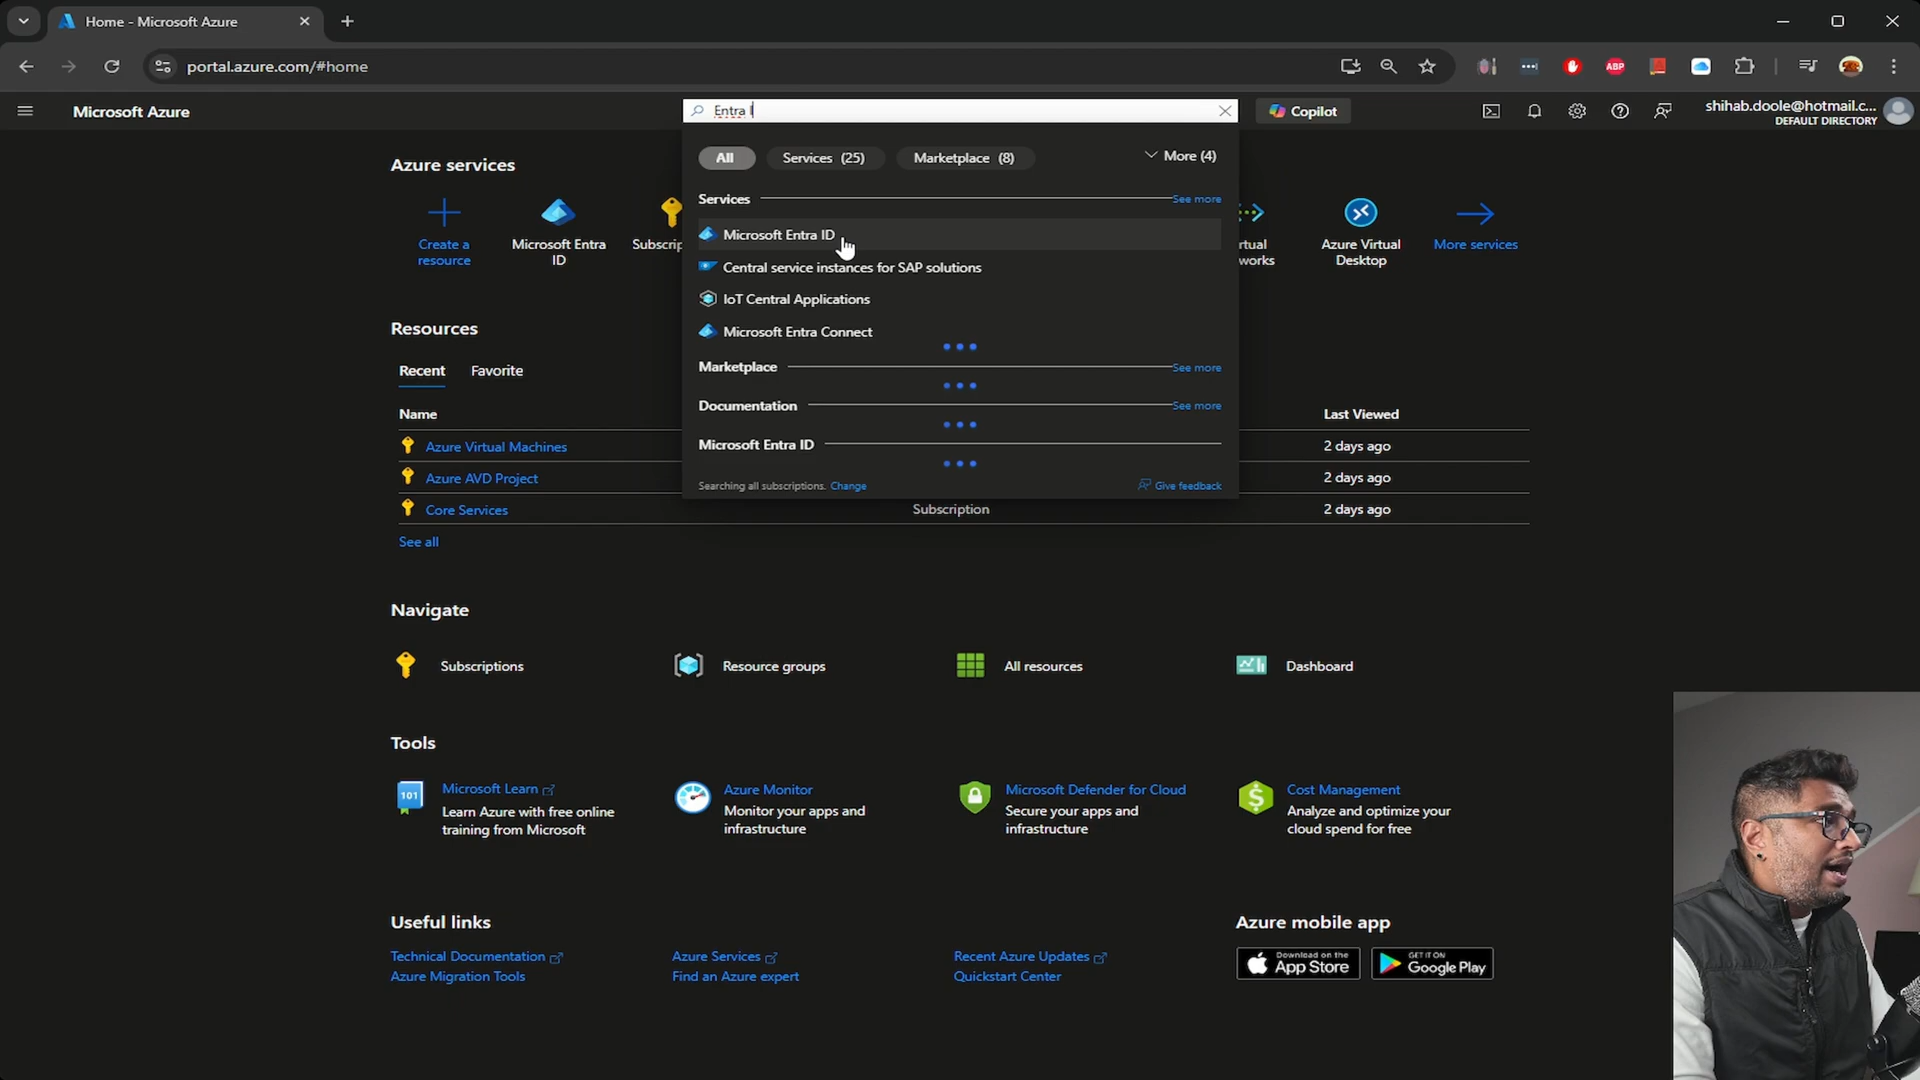 Home - Microsoft Azure
portal.azure.com/#home
ABP
Microsoft Azure
Entra I
Copilot
shihab.doole@hotmail.c...
DEFAULT DIRECTORY
All
Services (25)
Marketplace (8)
More (4)
Services
See more
Microsoft Entra ID
Central service instances for SAP solutions
IoT Central Applications
Microsoft Entra Connect
Marketplace
See more
Documentation
See more
Microsoft Entra ID
Searching all subscriptions. Change
Give feedback
Azure services
Create a
resource
Microsoft Entra
ID
Subscrip
rtual
works
Azure Virtual
Desktop
More services
Resources
Recent
Favorite
Name
Last Viewed
Azure Virtual Machines
2 days ago
Azure AVD Project
2 days ago
Core Services
Subscription
2 days ago
See all
Navigate
Subscriptions
Resource groups
All resources
Dashboard
Tools
101
Microsoft Learn
Learn Azure with free online
training from Microsoft
Azure Monitor
Monitor your apps and
infrastructure
Microsoft Defender for Cloud
Secure your apps and
infrastructure
Cost Management
Analyze and optimize your
cloud spend for free
Useful links
Technical Documentation
Azure Migration Tools
Azure Services
Find an Azure expert
Recent Azure Updates
Quickstart Center
Azure mobile app
Download on the
App Store
GET IT ON
Google Play